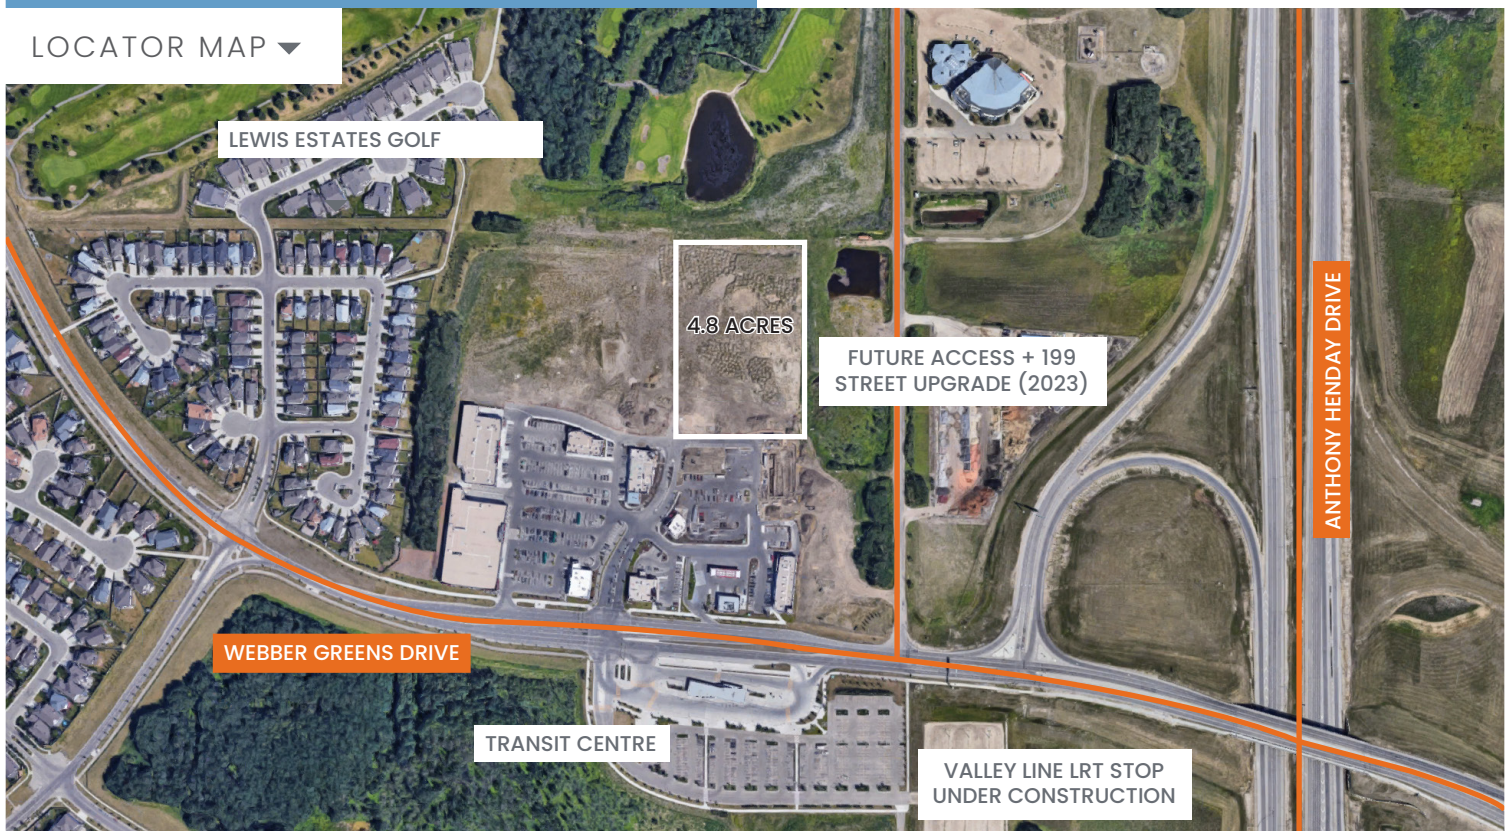 LOCATOR MAP
LEWIS ESTATES GOLF
4.8 ACRES
FUTURE ACCESS + 199
STREET UPGRADE (2023)
ANTHONY HENDAY DRIVE
WEBBER GREENS DRIVE
TRANSIT CENTRE
VALLEY LINE LRT STOP
UNDER CONSTRUCTION